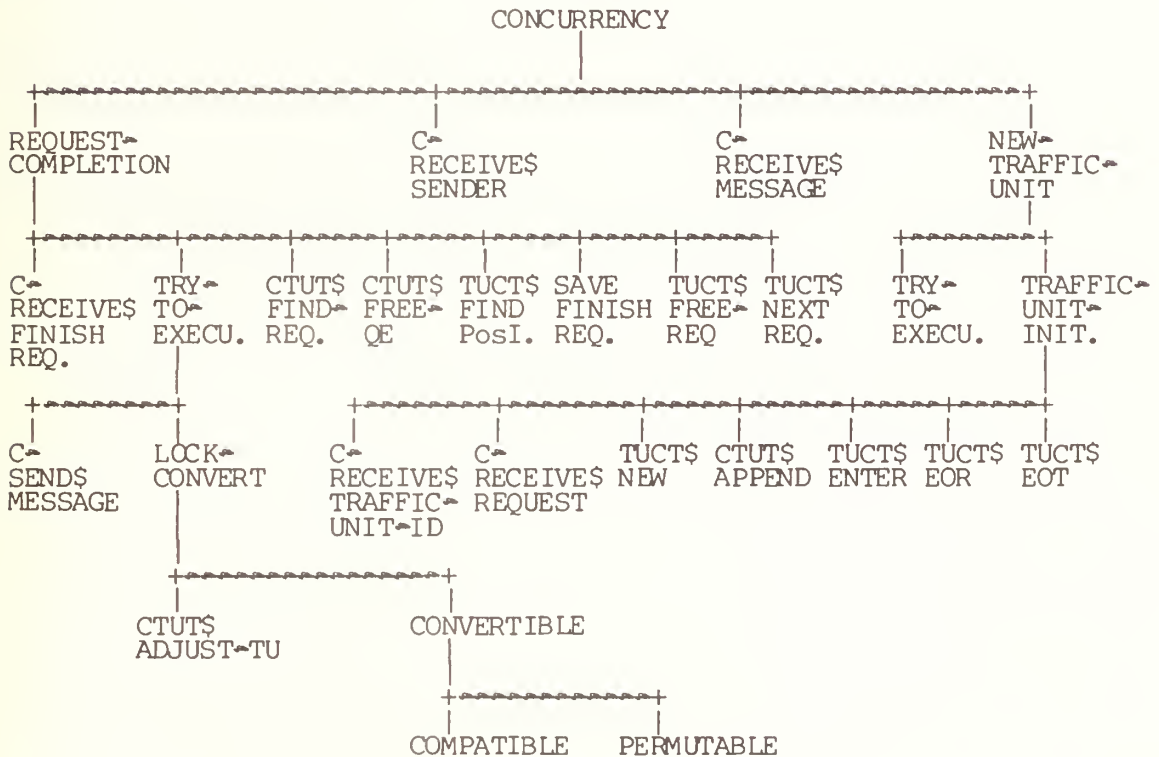 CONCURRENCY
REQUEST-
COMPLETION
C-
RECEIVE$
SENDER
C-
RECEIVE$
MESSAGE
NEW-
TRAFFIC-
UNIT
C-
RECEIVE$
FINISH
REQ.
TRY-
TO-
EXECU.
CTUT$
FIND-
REQ.
CTUT$
FREE-
QE
TUCT$
FIND
PosI.
SAVE
FINISH
REQ.
TUCT$
FREE-
REQ
TUCT$
NEXT
REQ.
TRY-
TO-
EXECU.
TRAFFIC-
UNIT-
INIT.
C-
SEND$
MESSAGE
LOCK-
CONVERT
C-
RECEIVE$
TRAFFIC-
UNIT-ID
C-
RECEIVE$
REQUEST
TUCT$
NEW
CTUT$
APPEND
TUCT$
ENTER
TUCT$
EOR
TUCT$
EOT
CTUT$
ADJUST-TU
CONVERTIBLE
COMPATIBLE
PERMUTABLE